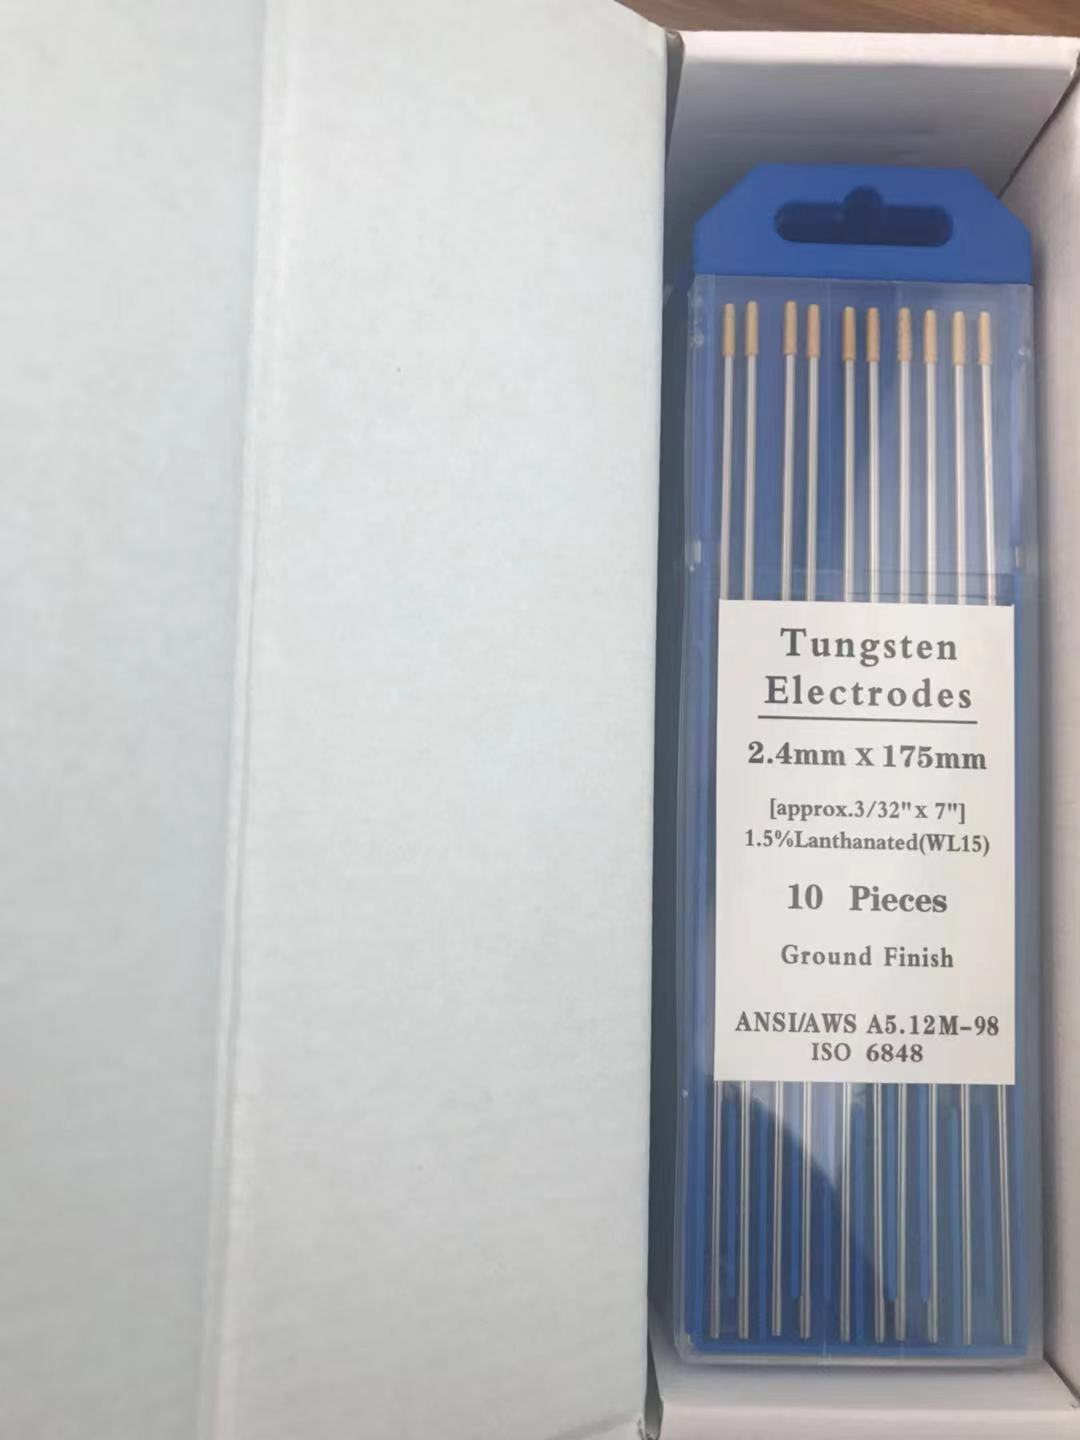 Tungsten
Electrodes
2.4mm X 175mm
[approx.3/32"x 7"]
1.5%Lanthanated(WL15)
10 Pieces
Ground Finish
ANSI/AWS A5.12M-98
ISO 6848